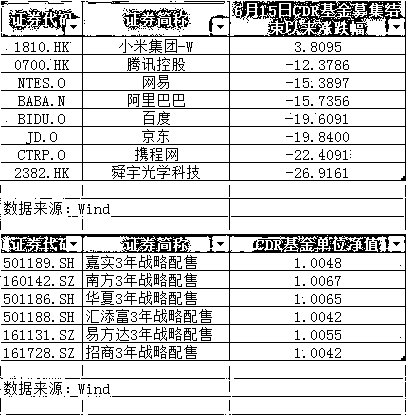 证券代码 证券简称 6月15日CDR基金募集结
束以来涨跌幅
1810.HK 小米集团-W 3.8095
0700.HK 腾讯控股 -12.3786
NTES.O 网易 -15.3897
BABA.N 阿里巴巴 -15.7356
BIDU.O 百度 -19.6091
JD.O 京东 -19.8400
CTRP.O 携程网 -22.4091
2382.HK 舜宇光学科技 -26.9161
数据来源：Wind
证券代码 证券简称 CDR基金单位净值
501189.SH 嘉实3年战略配售 1.0048
160142.SZ 南方3年战略配售 1.0067
501186.SH 华夏3年战略配售 1.0065
501188.SH 汇添富3年战略配售 1.0042
161131.SZ 易方达3年战略配售 1.0055
161728.SZ 招商3年战略配售 1.0042
数据来源：Wind